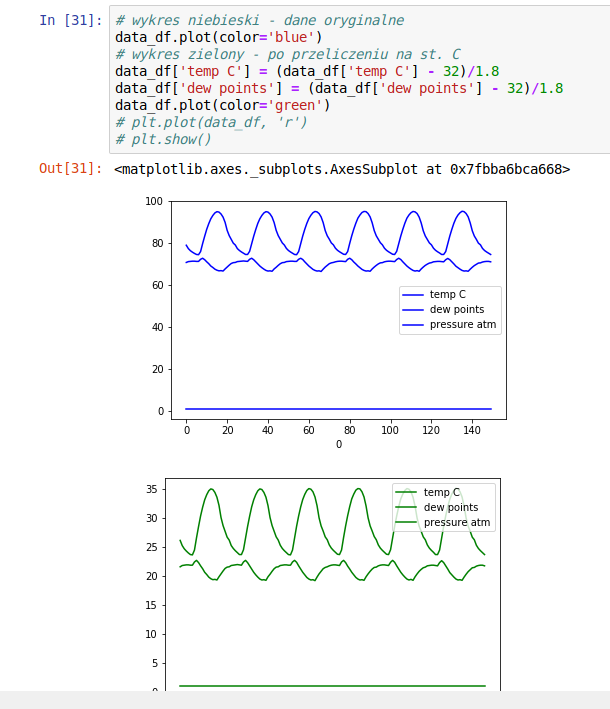 In [31]: # wykres niebieski - dane oryginalne
data_df.plot(color='blue')
# wykres zielony - po przeliczeniu na st. C
data_df['temp C'] = (data_df['temp C'] - 32)/1.8
data_df['dew points'] = (data_df['dew points'] - 32)/1.8
data_df.plot(color='green')
# plt.plot(data_df, 'r')
# plt.show()
Out[31]: <matplotlib.axes._subplots.AxesSubplot at 0x7fbba6bca668>
100
80
60
40
20
0
temp C
dew points
pressure atm
0 20 40 60 80 100 120 140
0
35
30
25
20
15
10
5
0
temp C
dew points
pressure atm